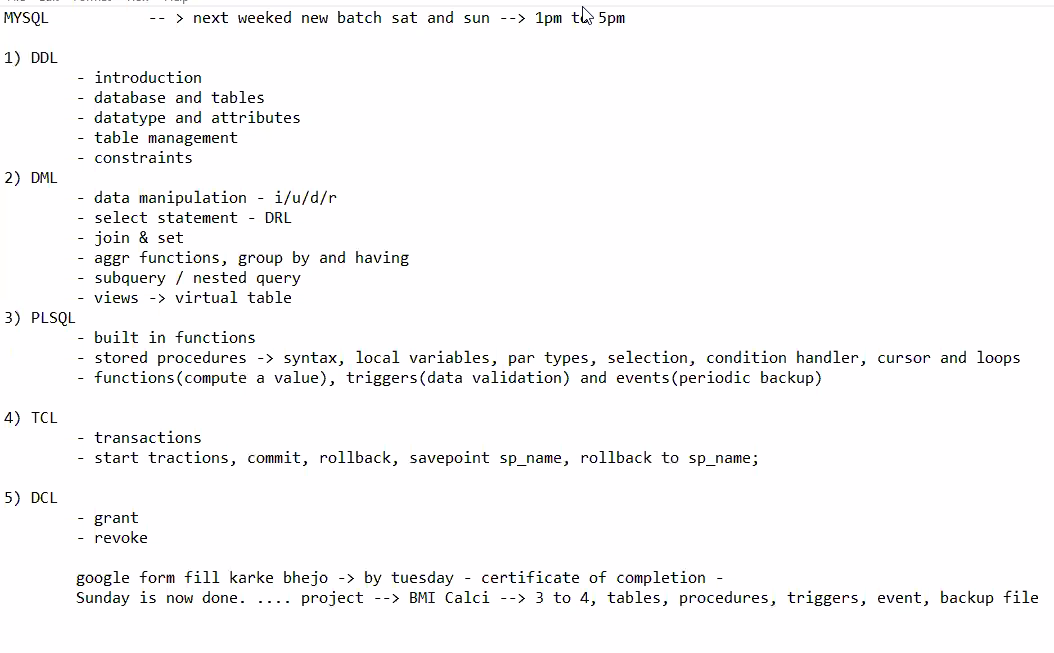 MYSQL -- > next weeked new batch sat and sun --> 1pm to 5pm
1) DDL
- introduction
- database and tables
- datatype and attributes
- table management
- constraints
2) DML
- data manipulation - i/u/d/r
- select statement - DRL
- join & set
- aggr functions, group by and having
- subquery / nested query
- views -> virtual table
3) PLSQL
- built in functions
- stored procedures -> syntax, local variables, par types, selection, condition handler, cursor and loops
- functions(compute a value), triggers(data validation) and events(periodic backup)
4) TCL
- transactions
- start tractions, commit, rollback, savepoint sp_name, rollback to sp_name;
5) DCL
- grant
- revoke
google form fill karke bhejo -> by tuesday - certificate of completion -
Sunday is now done. .... project --> BMI Calci --> 3 to 4, tables, procedures, triggers, event, backup file